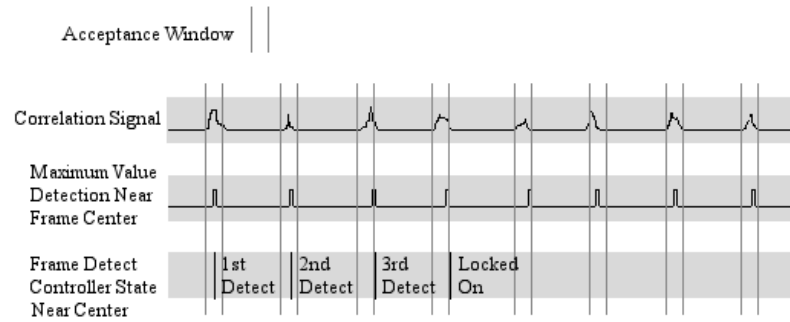 Acceptance Window
Correlation Signal
Maximum Value
Detection Near
Frame Center
Frame Detect
Controller State
Near Center
1st
Detect
2nd
Detect
3rd
Detect
Locked
On